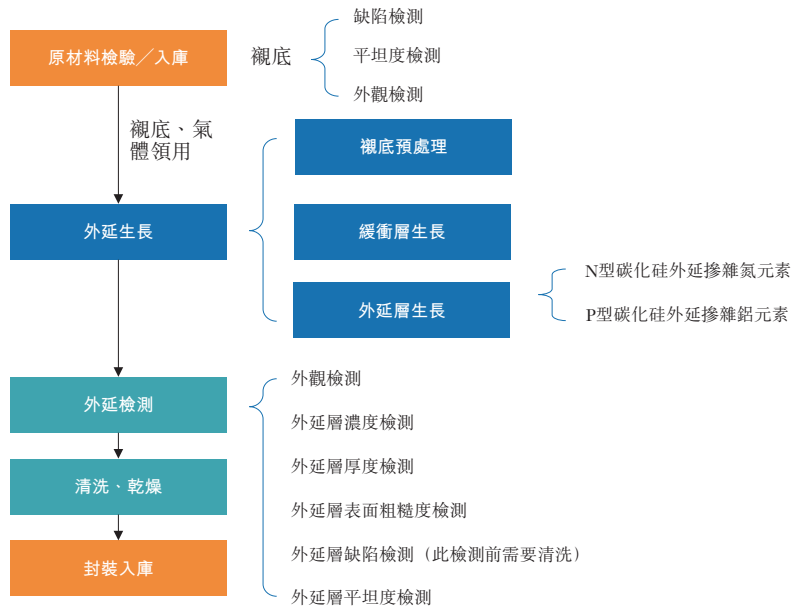 原材料檢驗╱入庫
襯底
缺陷檢測
平坦度檢測
外觀檢測
襯底、氣
體領用
外延生長
襯底預處理
緩衝層生長
外延層生長
N型碳化硅外延摻雜氮元素
P型碳化硅外延摻雜鋁元素
外延檢測
外觀檢測
外延層濃度檢測
外延層厚度檢測
外延層表面粗糙度檢測
外延層缺陷檢測（此檢測前需要清洗）
外延層平坦度檢測
清洗、乾燥
封裝入庫